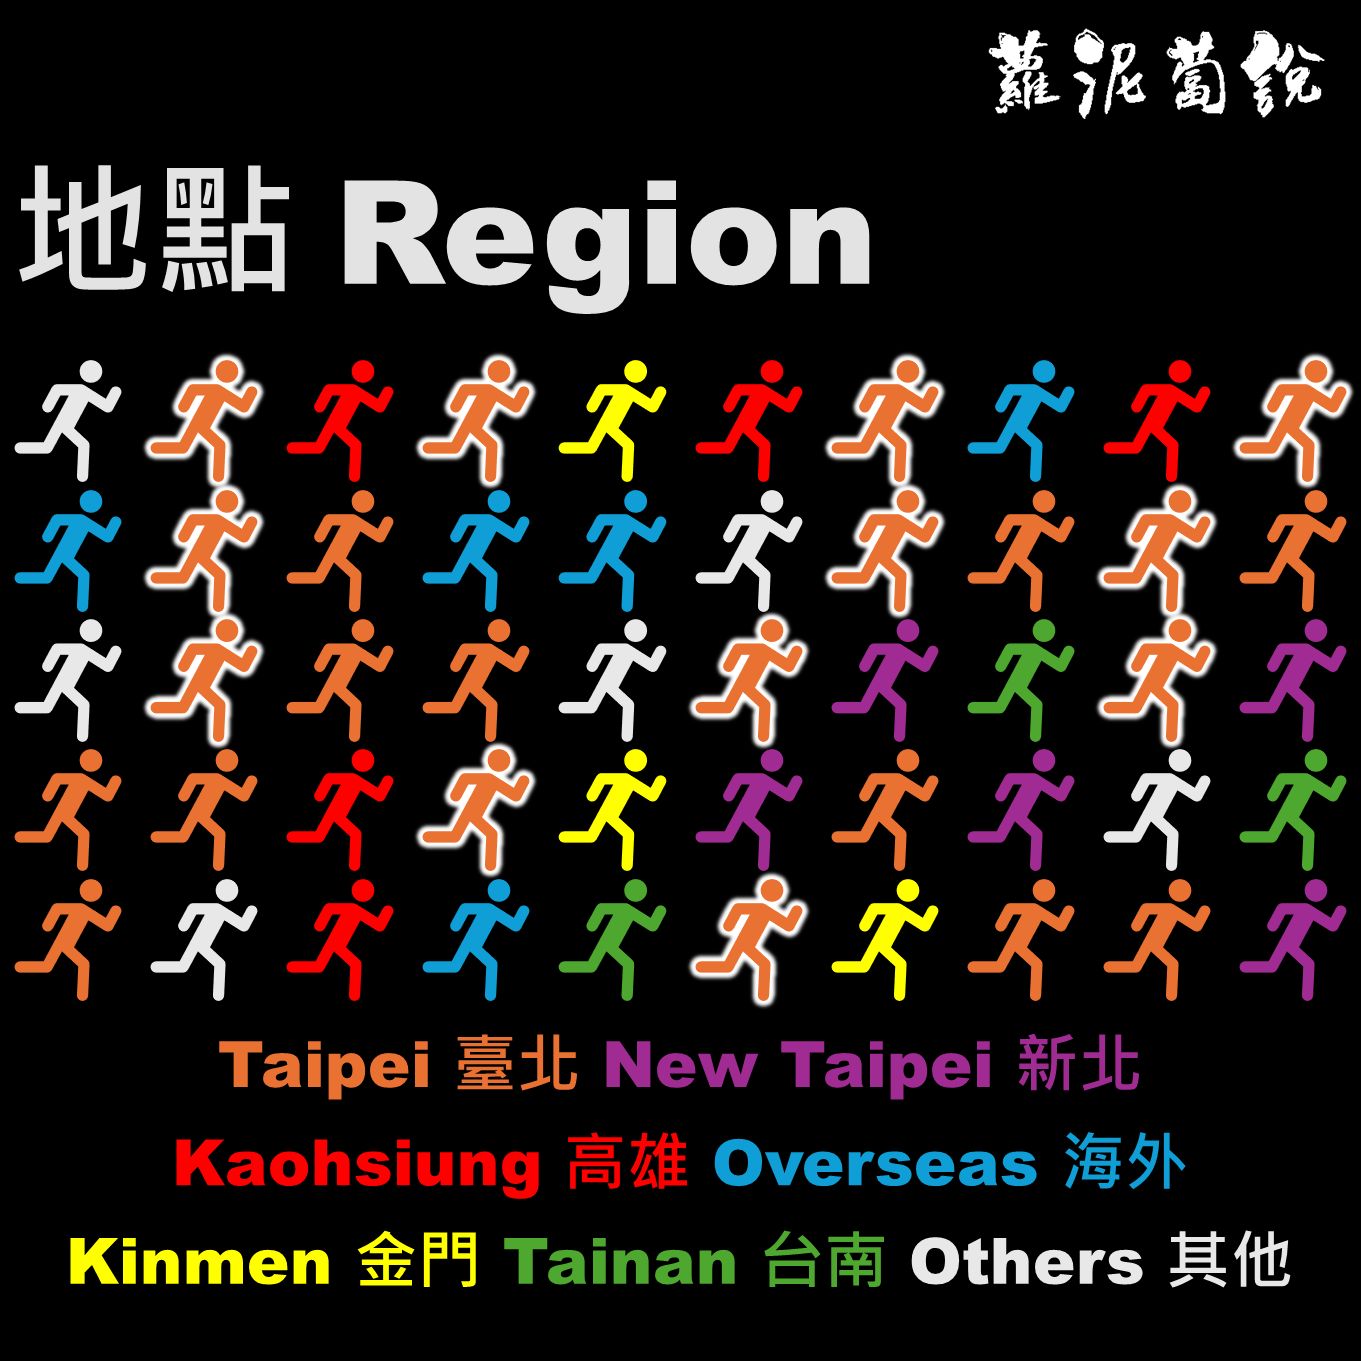 蘿泥蔔說
地點 Region
Taipei 臺北 New Taipei 新北
Kaohsiung 高雄 Overseas 海外
Kinmen 金門 Tainan 台南 Others 其他